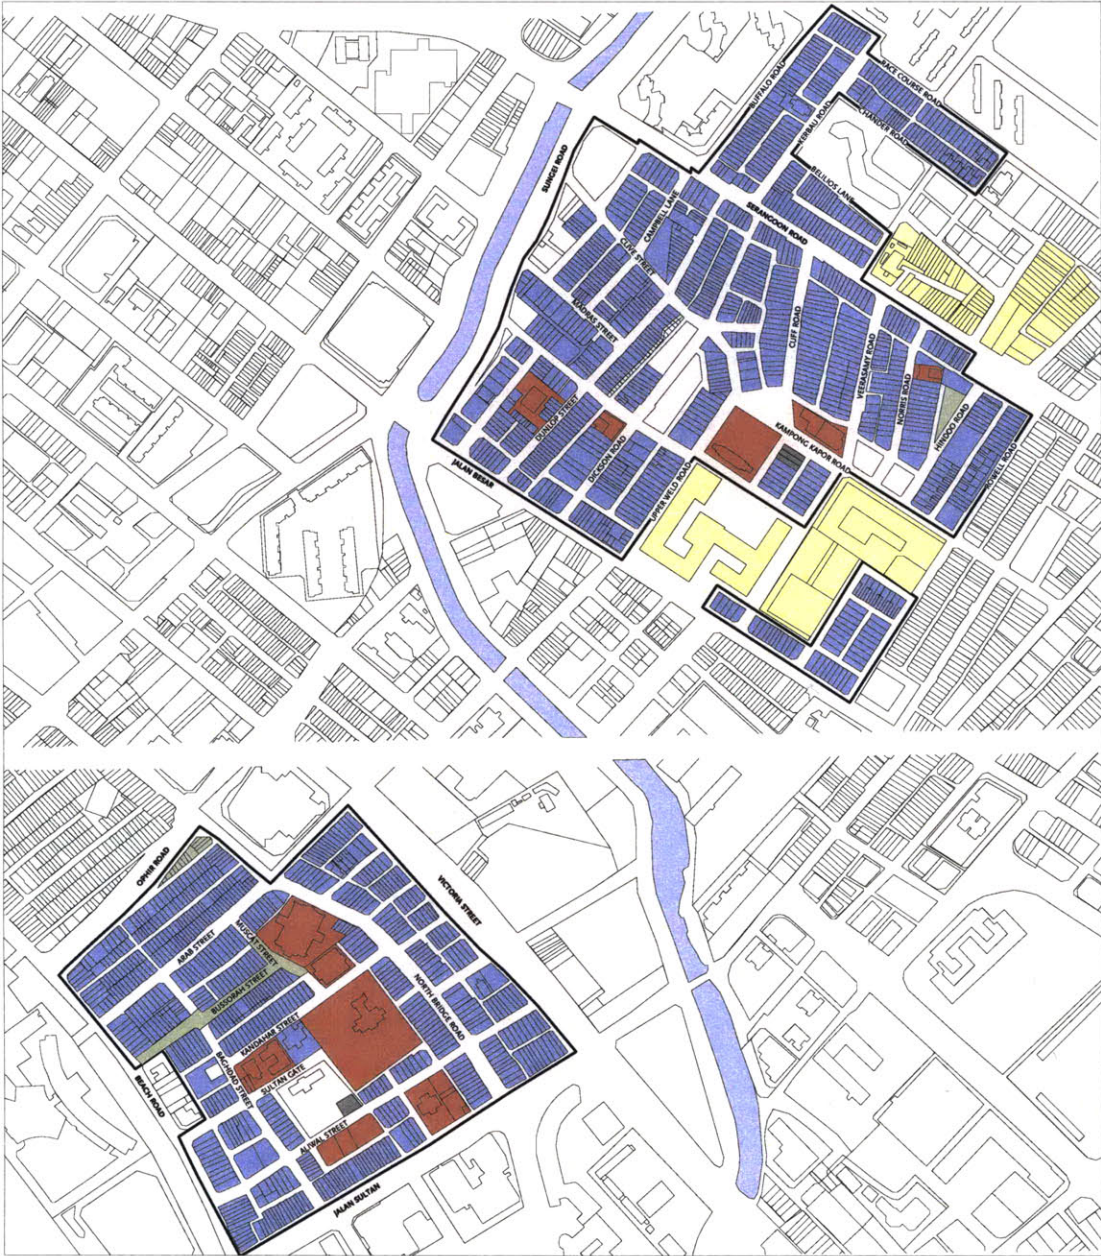 BUFFALO ROAD
RACE COURSE ROAD
KERBAU ROAD
CHANDER ROAD
SUNGEI ROAD
BELILIOS LANE
CAMPBELL LANE
SERANGOON ROAD
CLIVE STREET
MADRAS STREET
CUFF ROAD
VEERASAMY ROAD
NORRIS ROAD
HINDOO ROAD
DUNLOP STREET
KAMPONG KAPOR ROAD
DICKSON ROAD
JALAN BESAR
UPPER WELD ROAD
ROWELL ROAD
OPHIR ROAD
VICTORIA STREET
ARAB STREET
MUSCAT STREET
BUSSORAH STREET
NORTH BRIDGE ROAD
KANDAHAR STREET
BAGHDAD STREET
SULTAN GATE
BEACH ROAD
ALIWAL STREET
JALAN SULTAN